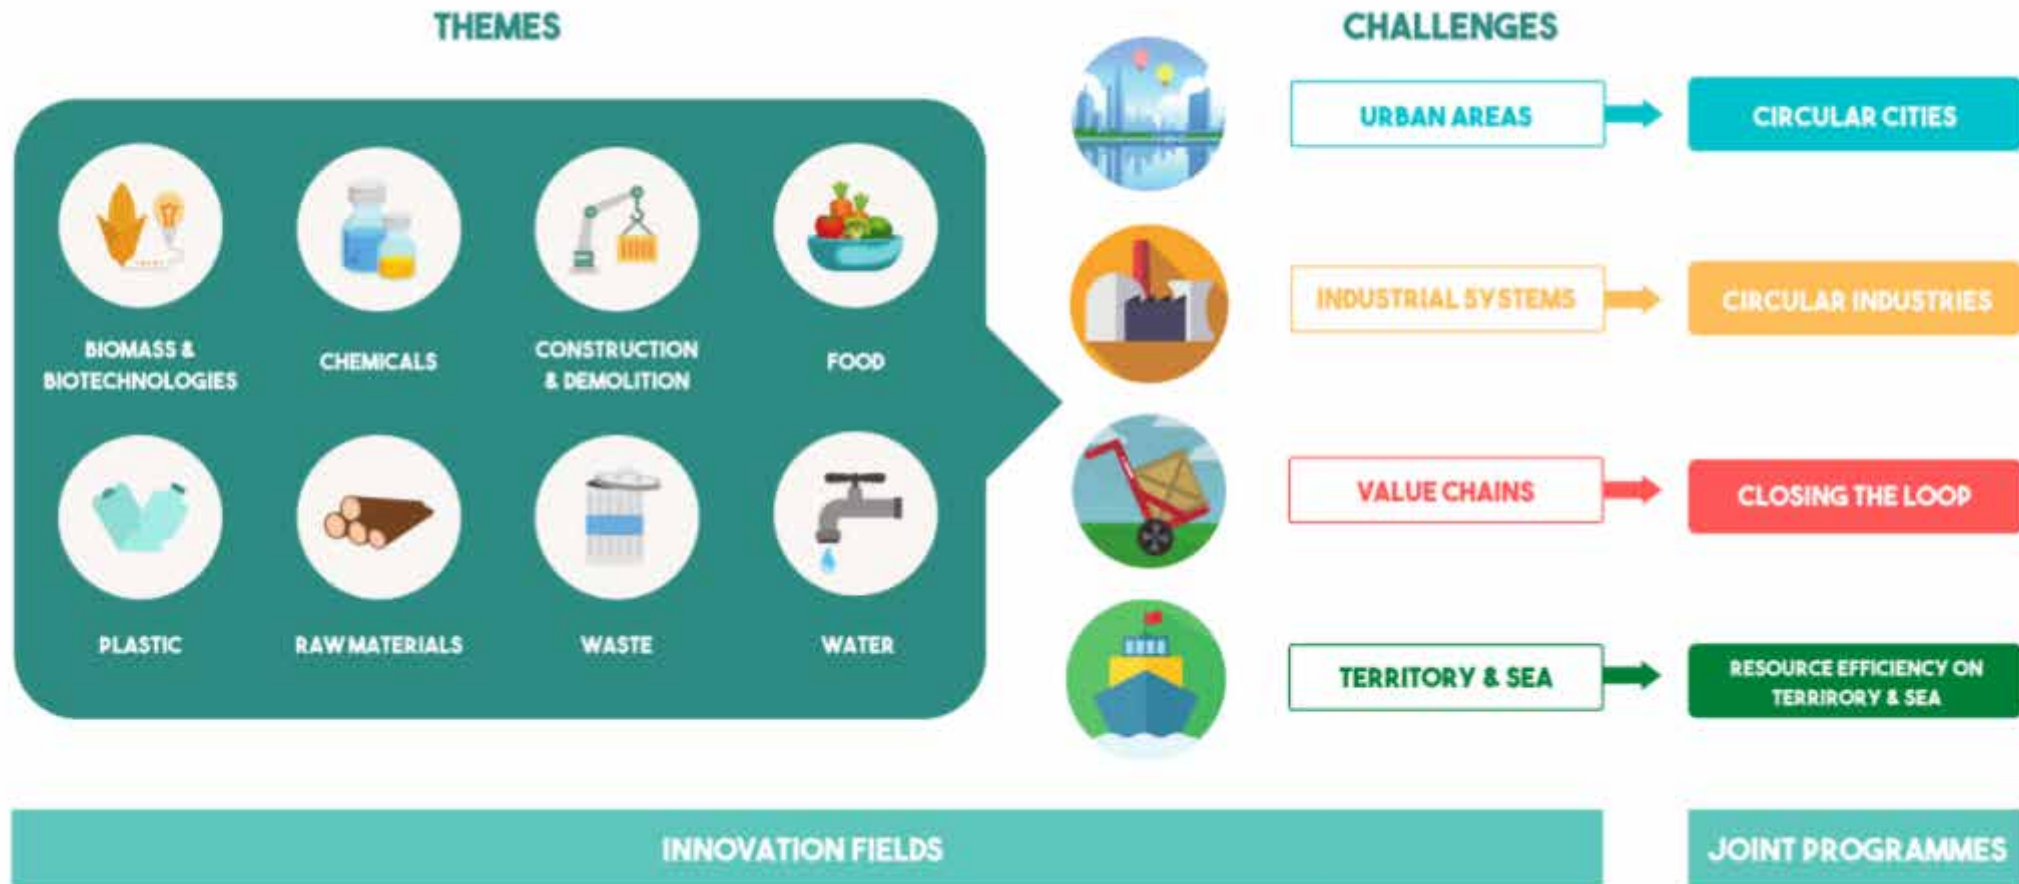 THEMES
CHALLENGES
BIOMASS &
BIOTECHNOLOGIES
CHEMICALS
CONSTRUCTION
& DEMOLITION
FOOD
PLASTIC
RAW MATERIALS
WASTE
WATER
URBAN AREAS
CIRCULAR CITIES
INDUSTRIAL SYSTEMS
CIRCULAR INDUSTRIES
VALUE CHAINS
CLOSING THE LOOP
TERRITORY & SEA
RESOURCE EFFICIENCY ON
TERRIRORY & SEA
INNOVATION FIELDS
JOINT PROGRAMMES